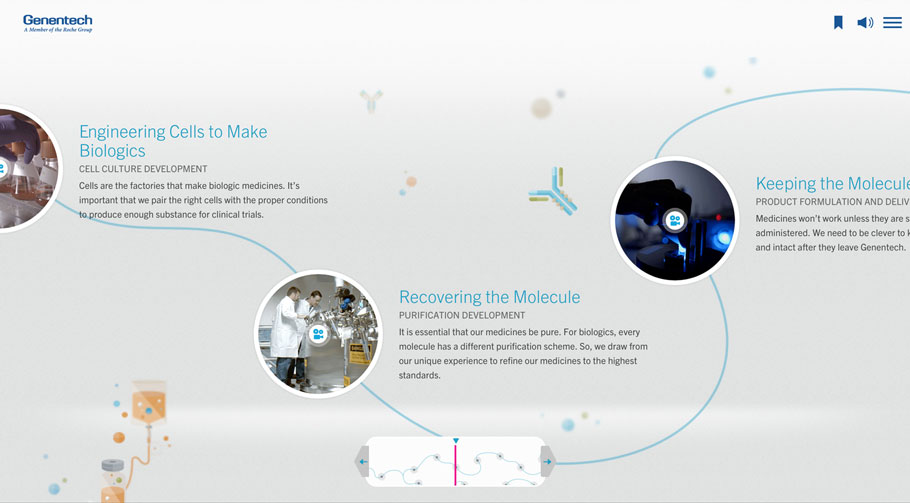 Genentech
A Member of the Roche Group
Engineering Cells to Make
Biologics
CELL CULTURE DEVELOPMENT
Cells are the factories that make biologic medicines. It's
important that we pair the right cells with the proper conditions
to produce enough substance for clinical trials.
Recovering the Molecule
PURIFICATION DEVELOPMENT
It is essential that our medicines be pure. For biologics, every
molecule has a different purification scheme. So, we draw from
our unique experience to refine our medicines to the highest
standards.
Keeping the Molecule
PRODUCT FORMULATION AND DELIV
Medicines won't work unless they are s
administered. We need to be clever to k
and intact after they leave Genentech.